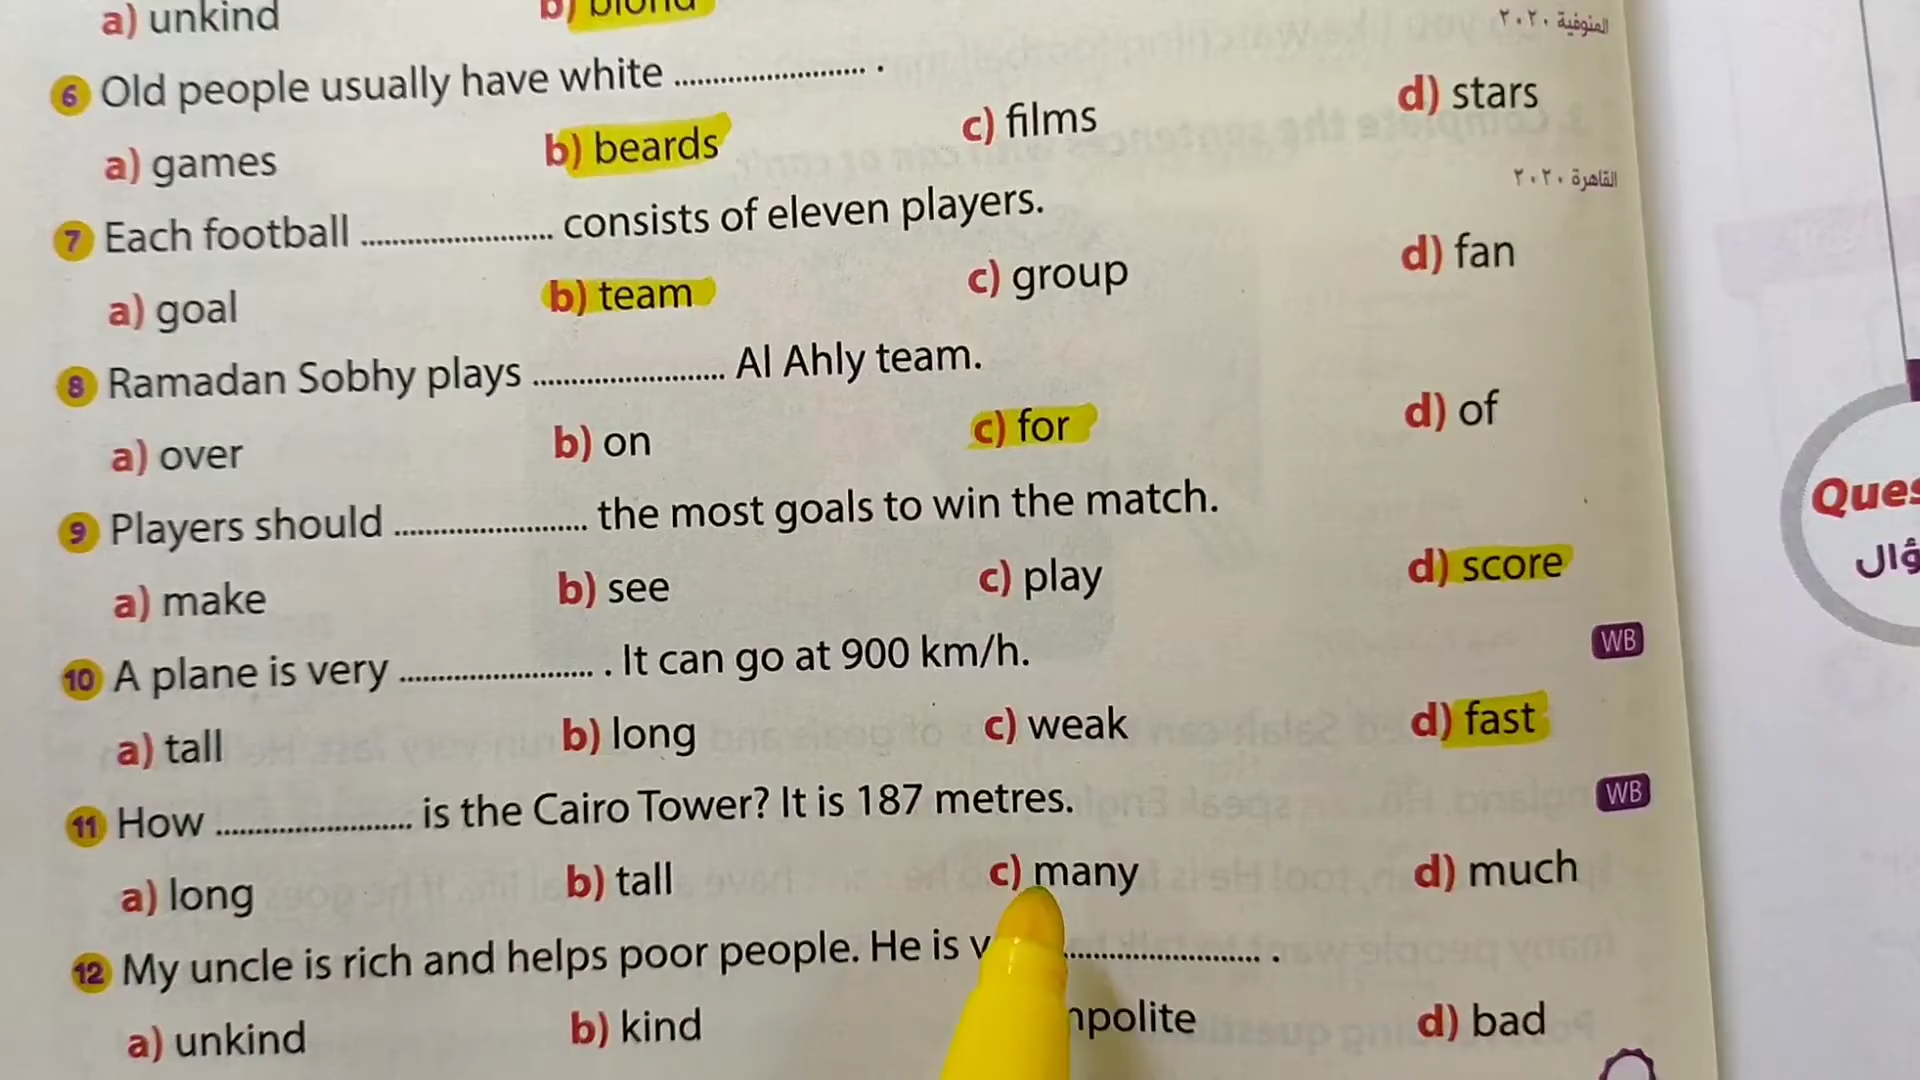 a) unkind b) blond
المنوفية ٢٠٢٠
6 Old people usually have white ........................ .
a) games b) beards c) films d) stars
القاهرة ٢٠٢٠
7 Each football ........................ consists of eleven players.
a) goal b) team c) group d) fan
8 Ramadan Sobhy plays ........................ Al Ahly team.
a) over b) on c) for d) of
9 Players should ........................ the most goals to win the match.
a) make b) see c) play d) score
10 A plane is very ........................ . It can go at 900 km/h. WB
a) tall b) long c) weak d) fast
11 How ........................ is the Cairo Tower? It is 187 metres. WB
a) long b) tall c) many d) much
12 My uncle is rich and helps poor people. He is v ........................ .
a) unkind b) kind npolite d) bad
Ques
ؤال